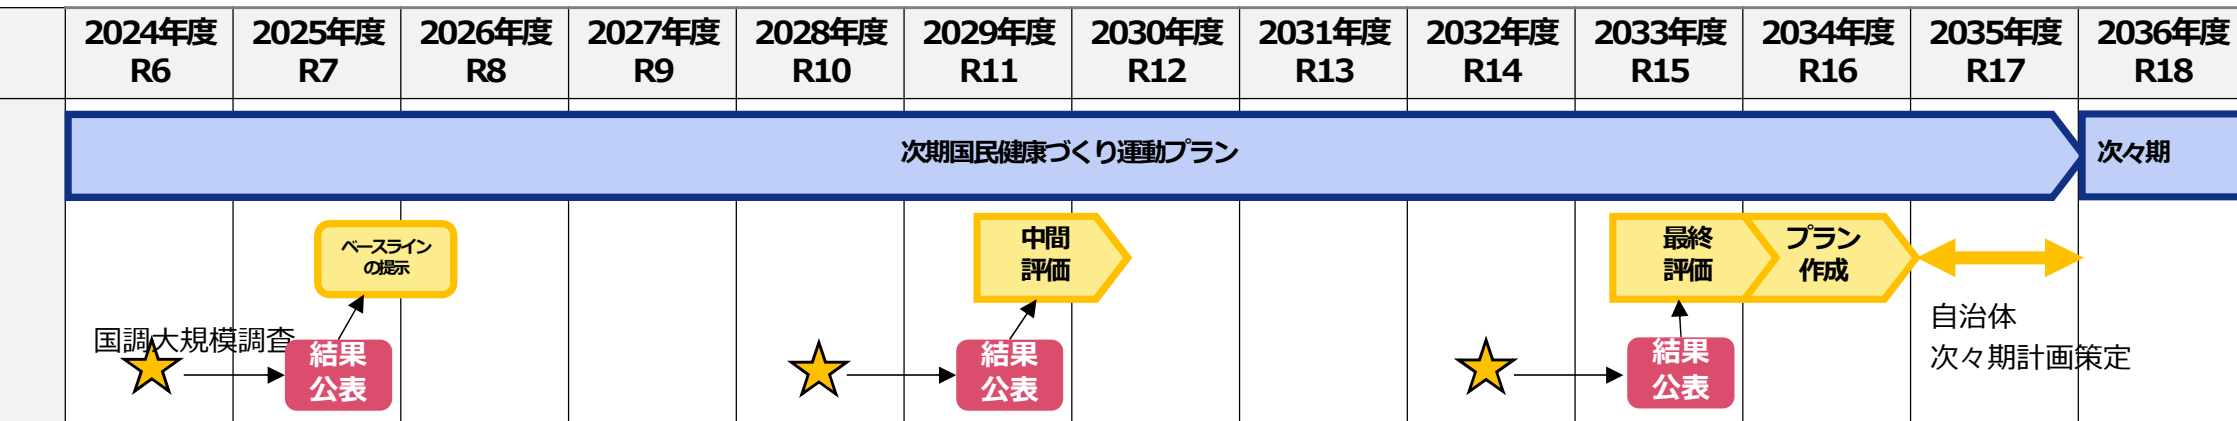 2024年度 2025年度 2026年度 2027年度 2028年度 2029年度 2030年度 2031年度 2032年度 2033年度 2034年度 2035年度 2036年度
R6 R7 R8 R9 R10 R11 R12 R13 R14 R15 R16 R17 R18
次期国民健康づくり運動プラン
次々期
ベースライン
の提示
中間
評価
最終
評価
プラン
作成
国調大規模調査
結果
公表
結果
公表
結果
公表
自治体
次々期計画策定